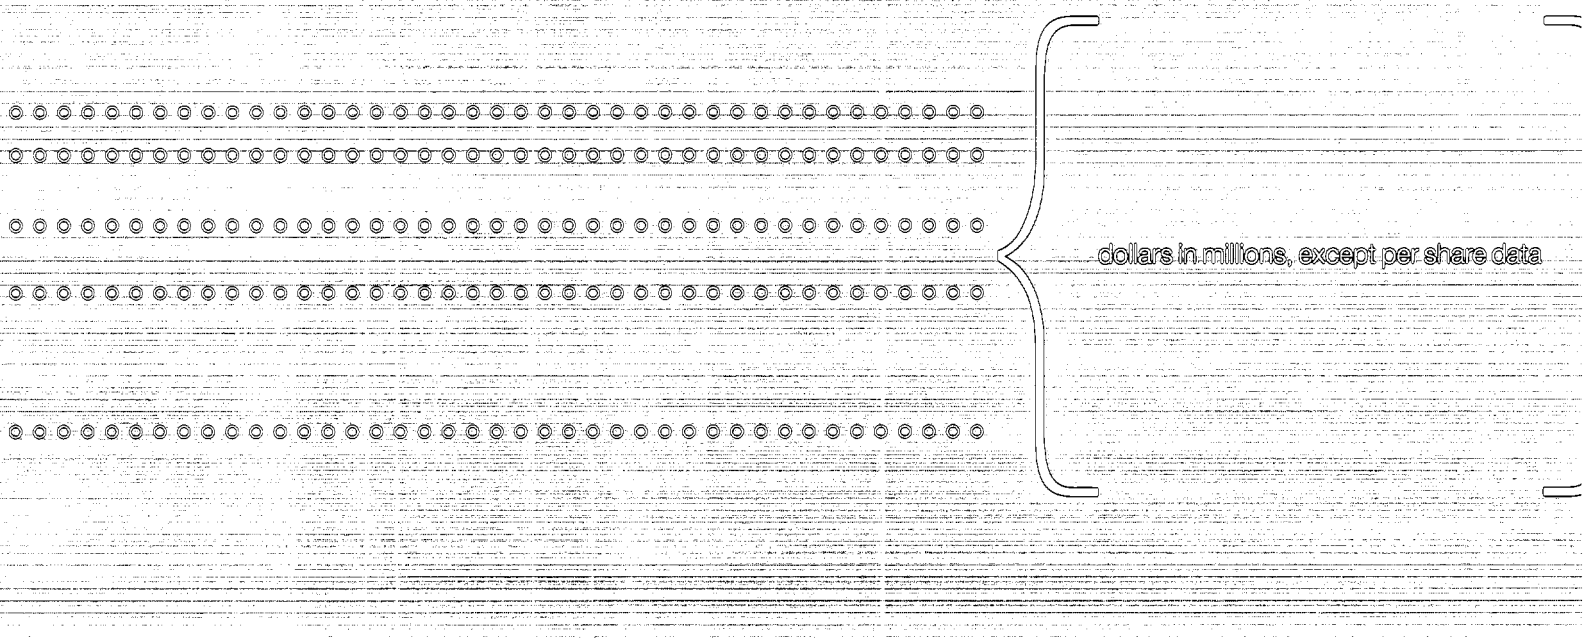 dollars in millions, except per share data